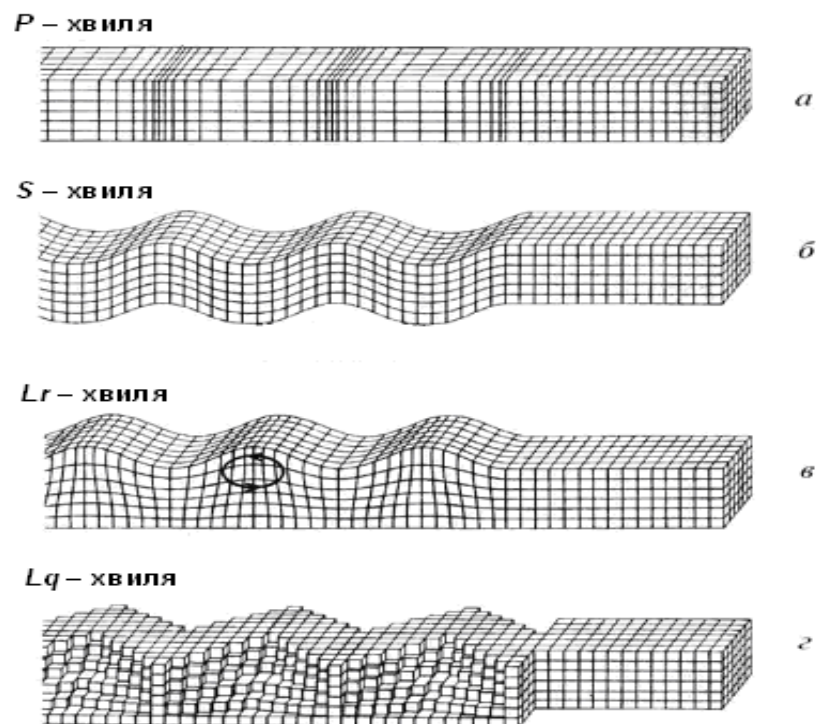 P – хвиля
а
S – хвиля
б
Lr – хвиля
в
Lq – хвиля
г